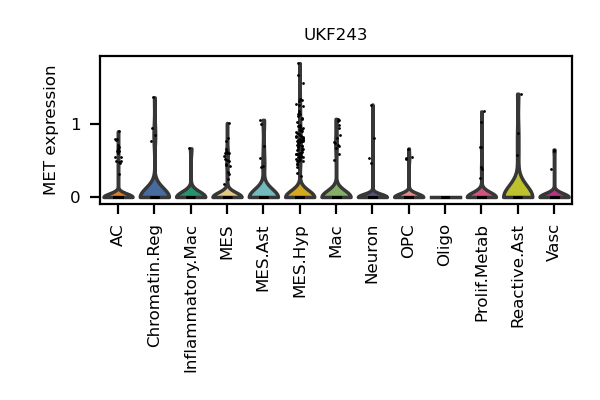 UKF243
MET expression
1
0
AC
Chromatin.Reg
Inflammatory.Mac
MES
MES.Ast
MES.Hyp
Mac
Neuron
OPC
Oligo
Prolif.Metab
Reactive.Ast
Vasc